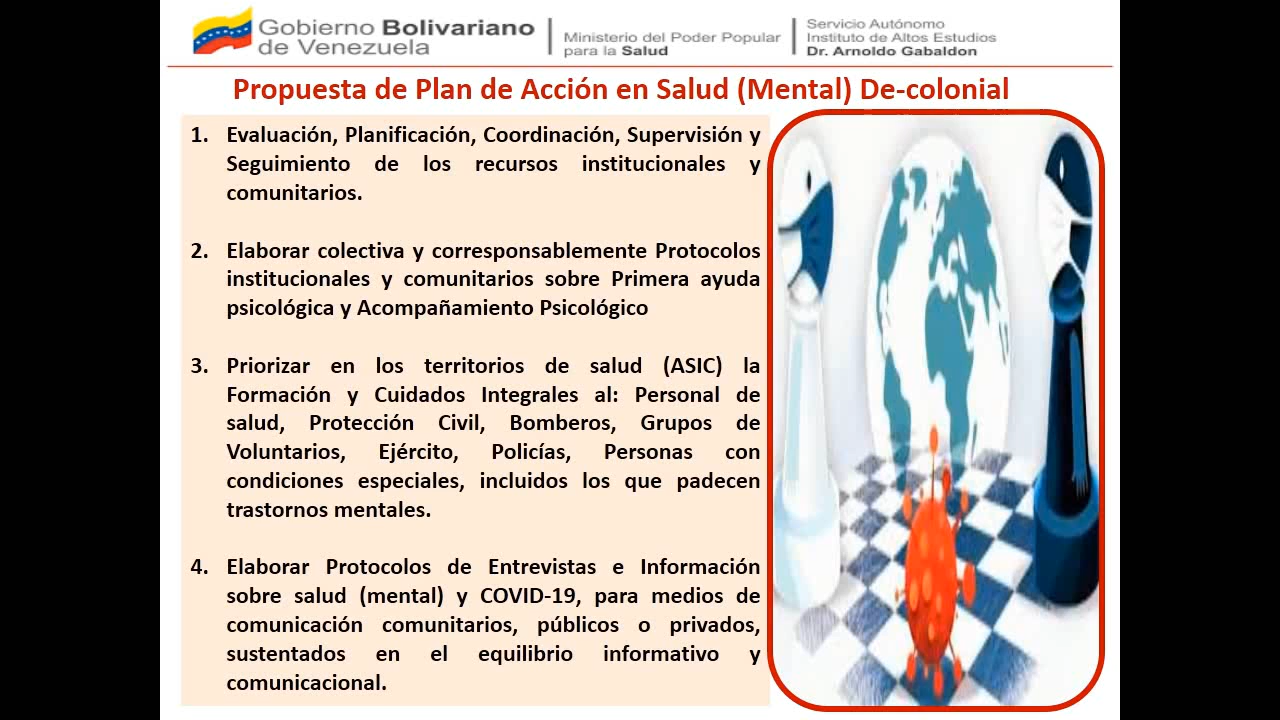 Gobierno Bolivariano
de Venezuela
Ministerio del Poder Popular
para la Salud
Servicio Autónomo
Instituto de Altos Estudios
Dr. Arnoldo Gabaldon
Propuesta de Plan de Acción en Salud (Mental) De-colonial
1. Evaluación, Planificación, Coordinación, Supervisión y
Seguimiento de los recursos institucionales y
comunitarios.
2. Elaborar colectiva y corresponsablemente Protocolos
institucionales y comunitarios sobre Primera ayuda
psicológica y Acompañamiento Psicológico
3. Priorizar en los territorios de salud (ASIC) la
Formación y Cuidados Integrales al: Personal de
salud, Protección Civil, Bomberos, Grupos de
Voluntarios, Ejército, Policías, Personas con
condiciones especiales, incluidos los que padecen
trastornos mentales.
4. Elaborar Protocolos de Entrevistas e Información
sobre salud (mental) y COVID-19, para medios de
comunicación comunitarios, públicos o privados,
sustentados en el equilibrio informativo y
comunicacional.